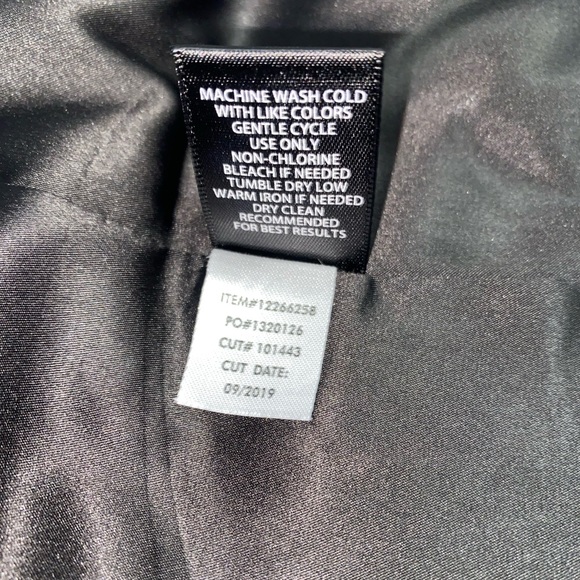 MACHINE WASH COLD
WITH LIKE COLORS
GENTLE CYCLE
USE ONLY
NON-CHLORINE
BLEACH IF NEEDED
TUMBLE DRY LOW
WARM IRON IF NEEDED
DRY CLEAN
RECOMMENDED
FOR BEST RESULTS
ITEM#12266258
PO#1320126
CUT# 101443
CUT DATE:
09/2019